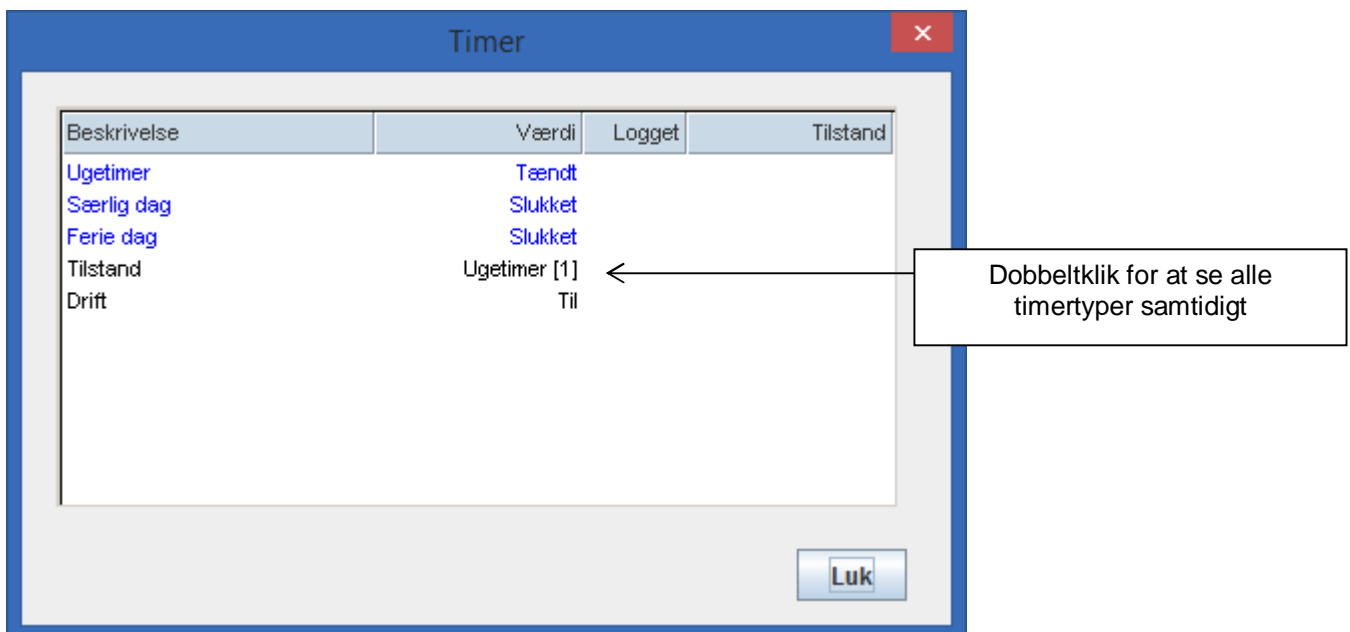 Timer
Beskrivelse Værdi Logget Tilstand
Ugetimer Tændt
Særlig dag Slukket
Ferie dag Slukket
Tilstand Ugetimer [1]
Drift Til
Dobbeltklik for at se alle
timertyper samtidigt
Luk